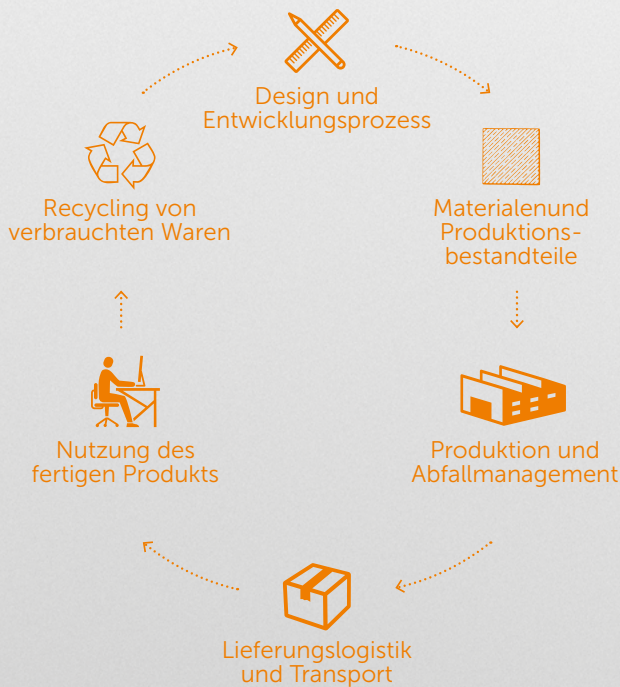 Design und
Entwicklungsprozess
Materialenund
Produktions-
bestandteile
Produktion und
Abfallmanagement
Lieferungslogistik
und Transport
Nutzung des
fertigen Produkts
Recycling von
verbrauchten Waren